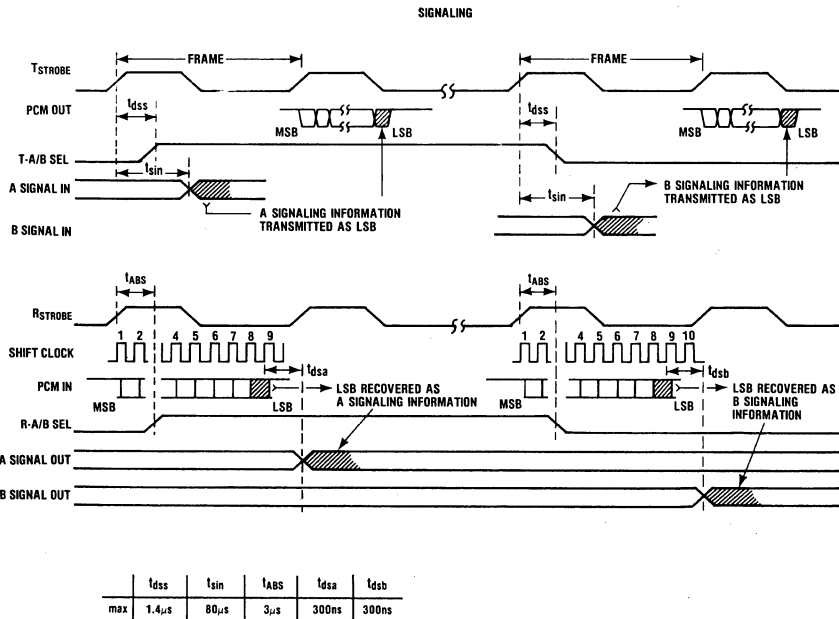 SIGNALING
FRAME FRAME
TSTROBE
tdss tdss
PCM OUT
MSB LSB MSB LSB
T-A/B SEL
tsin
A SIGNAL IN
A SIGNALING INFORMATION
TRANSMITTED AS LSB
tsin
B SIGNALING INFORMATION
TRANSMITTED AS LSB
B SIGNAL IN
tABS tABS
RSTROBE
1 2 4 5 6 7 8 9 1 2 4 5 6 7 8 9 10
SHIFT CLOCK
tdsa tdsb
PCM IN
MSB LSB MSB LSB
LSB RECOVERED AS
A SIGNALING INFORMATION
LSB RECOVERED AS
B SIGNALING
INFORMATION
R-A/B SEL
A SIGNAL OUT
B SIGNAL OUT
tdss tsin tABS tdsa tdsb
max 1.4μs 80μs 3μs 300ns 300ns